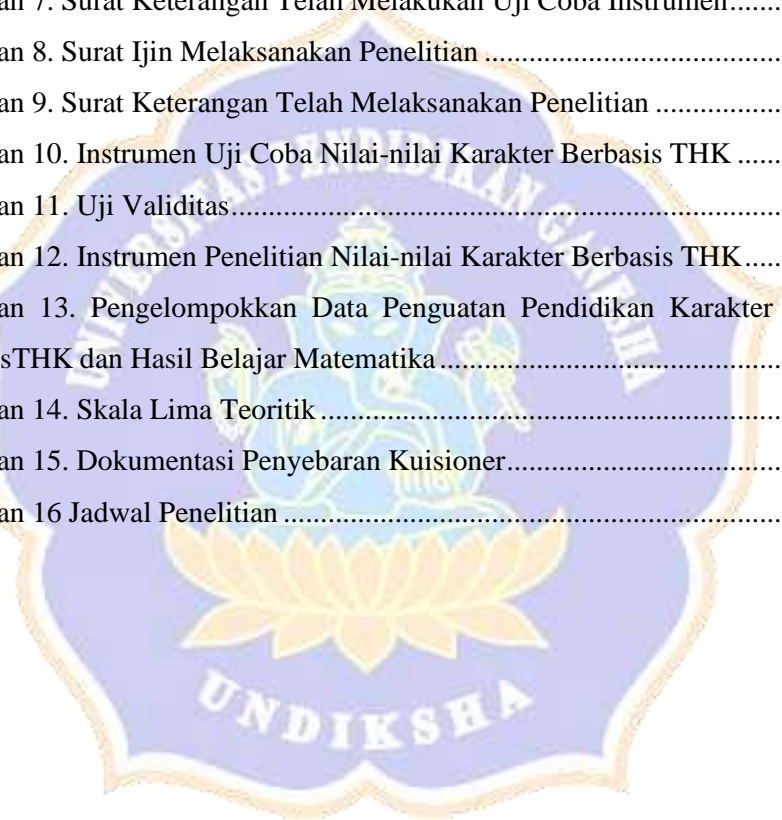 an 7. Surat Keterangan Telah Melakukan Uji Coba Instrumen.......
an 8. Surat Ijin Melaksanakan Penelitian .........................................
an 9. Surat Keterangan Telah Melaksanakan Penelitian .................
an 10. Instrumen Uji Coba Nilai-nilai Karakter Berbasis THK ......
an 11. Uji Validitas..............................................................................
an 12. Instrumen Penelitian Nilai-nilai Karakter Berbasis THK.....
an 13. Pengelompokkan Data Penguatan Pendidikan Karakter
sTHK dan Hasil Belajar Matematika................................................
an 14. Skala Lima Teoritik.................................................................
an 15. Dokumentasi Penyebaran Kuisioner.......................................
an 16 Jadwal Penelitian .......................................................................
UNIVERSITAS PENDIDIKAN GANESHA
UNDIKSHA